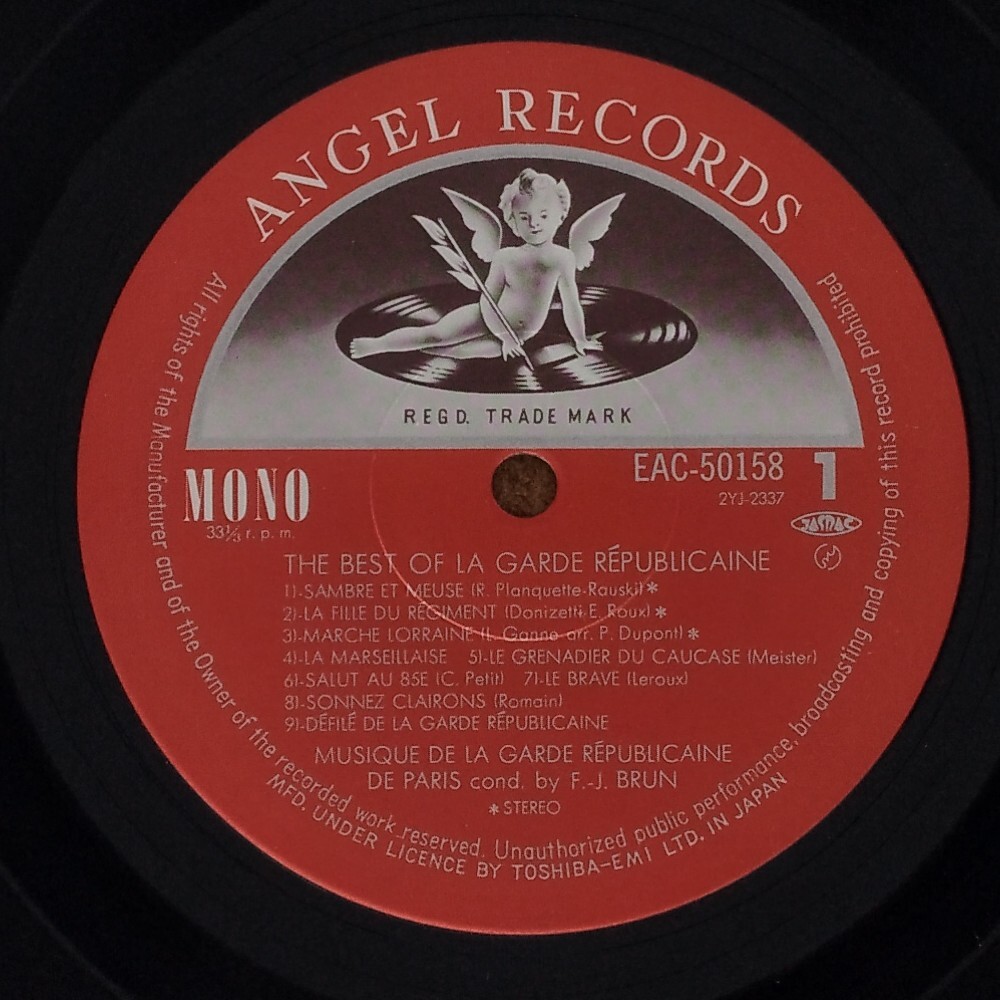 ANGEL RECORDS
REGD. TRADE MARK
MONO
33⅓ r. p. m.
EAC-50158 1
2YJ-2337
JASRAC
THE BEST OF LA GARDE RÉPUBLICAINE
1)-SAMBRE ET MEUSE (R. Planquette-Rauski)*
2)-LA FILLE DU RÉGIMENT (Donizetti-E. Roux)*
3)-MARCHE LORRAINE (L. Ganne arr. P. Dupont)*
4)-LA MARSEILLAISE 5)-LE GRENADIER DU CAUCASE (Meister)
6)-SALUT AU 85E (C. Petit) 7)-LE BRAVE (Leroux)
8)-SONNEZ CLAIRONS (Romain)
9)-DÉFILÉ DE LA GARDE RÉPUBLICAINE
MUSIQUE DE LA GARDE RÉPUBLICAINE
DE PARIS cond. by F.-J. BRUN
*STEREO
All rights of the Manufacturer and of the Owner of the recorded work reserved. Unauthorized public performance, broadcasting and copying of this record prohibited
MFD. UNDER LICENCE BY TOSHIBA-EMI LTD. IN JAPAN